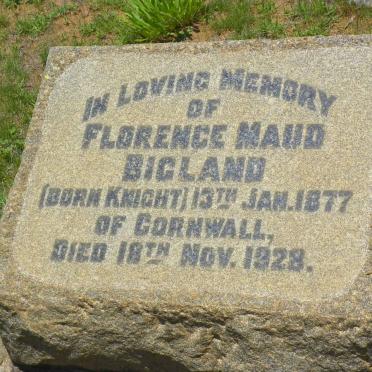 IN LOVING MEMORY
OF
FLORENCE MAUD
BIGLAND
(BORN KNIGHT) 13TH JAN. 1877
OF CORNWALL,
DIED 18TH NOV. 1928.